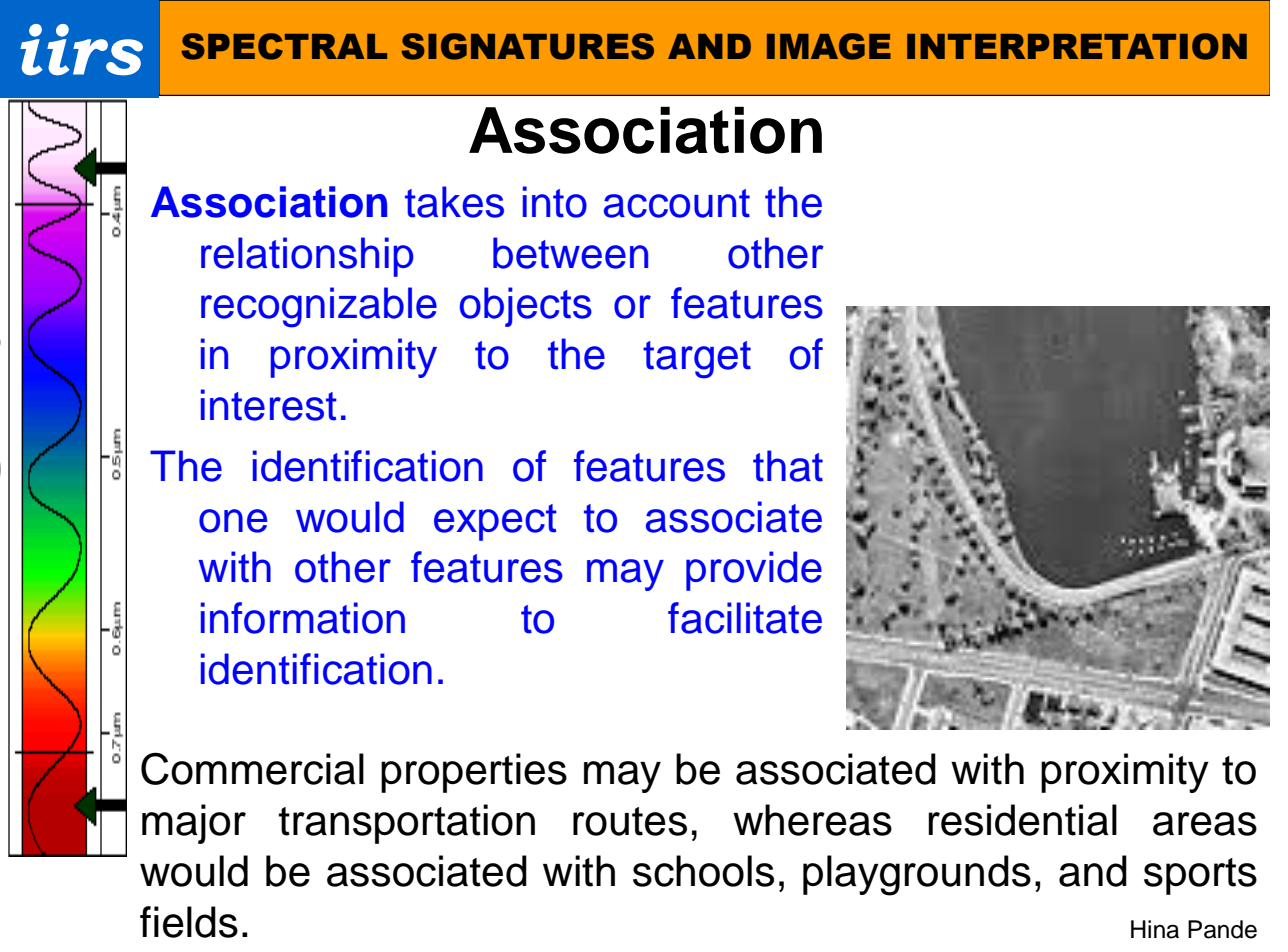 iirs
SPECTRAL SIGNATURES AND IMAGE INTERPRETATION
Association
Association takes into account the
relationship between other
recognizable objects or features
in proximity to the target of
interest.
The identification of features that
one would expect to associate
with other features may provide
information to facilitate
identification.
0.4µm
0.5µm
0.6µm
0.7µm
Commercial properties may be associated with proximity to
major transportation routes, whereas residential areas
would be associated with schools, playgrounds, and sports
fields.
Hina Pande